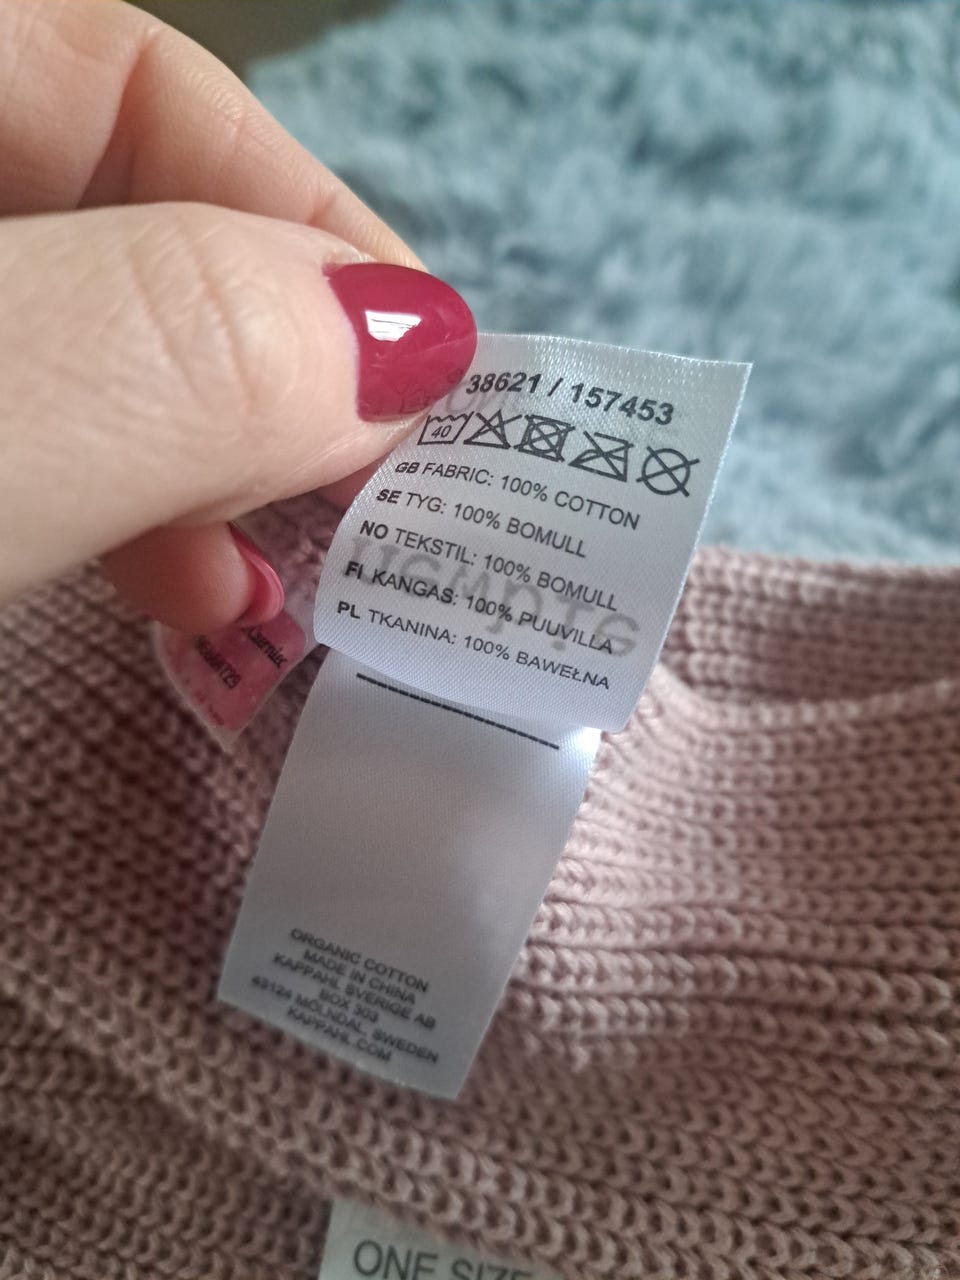 38621 / 157453
40
GB FABRIC: 100% COTTON
SE TYG: 100% BOMULL
NO TEKSTIL: 100% BOMULL
FI KANGAS: 100% PUUVILLA
PL TKANINA: 100% BAWEŁNA
ORGANIC COTTON
MADE IN CHINA
KAPPAHL SVERIGE AB
BOX 303
43124 MÖLNDAL, SWEDEN
KAPPAHL.COM
ONE SIZE